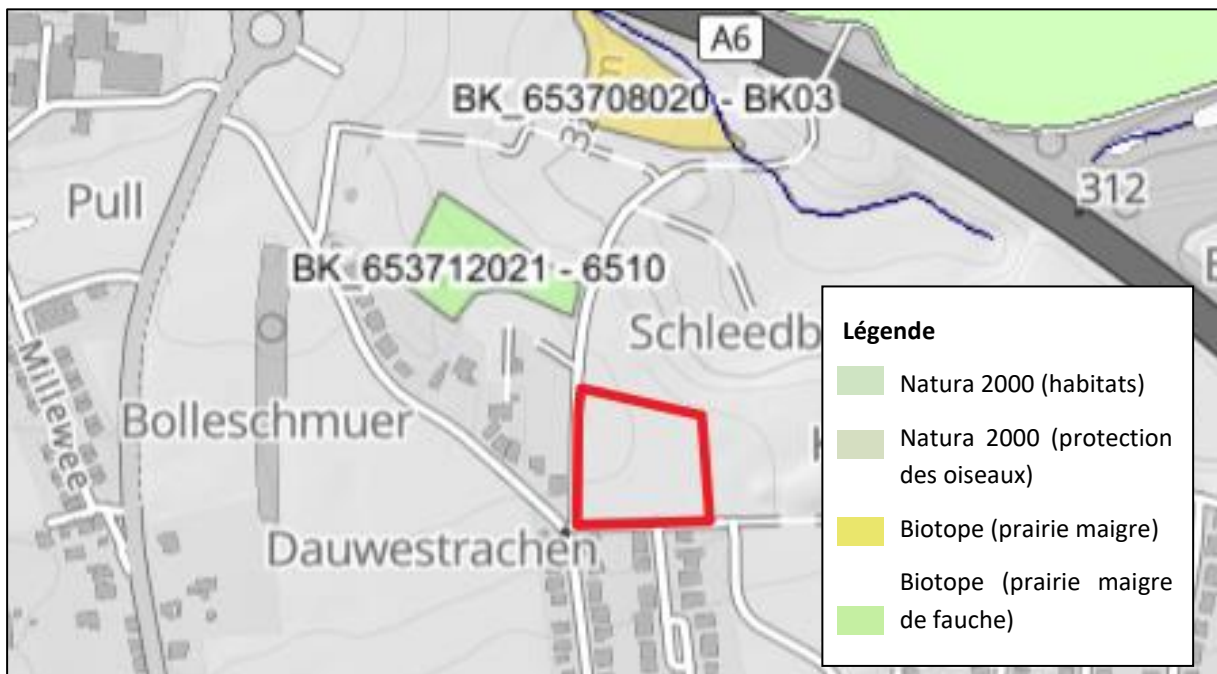 A6
BK_653708020 - BK03
312
Pull
BK_653712021 - 6510
Schleedb
Millewee
Bolleschmuer
Dauwestrachen
Légende
Natura 2000 (habitats)
Natura 2000 (protection
des oiseaux)
Biotope (prairie maigre)
Biotope (prairie maigre
de fauche)